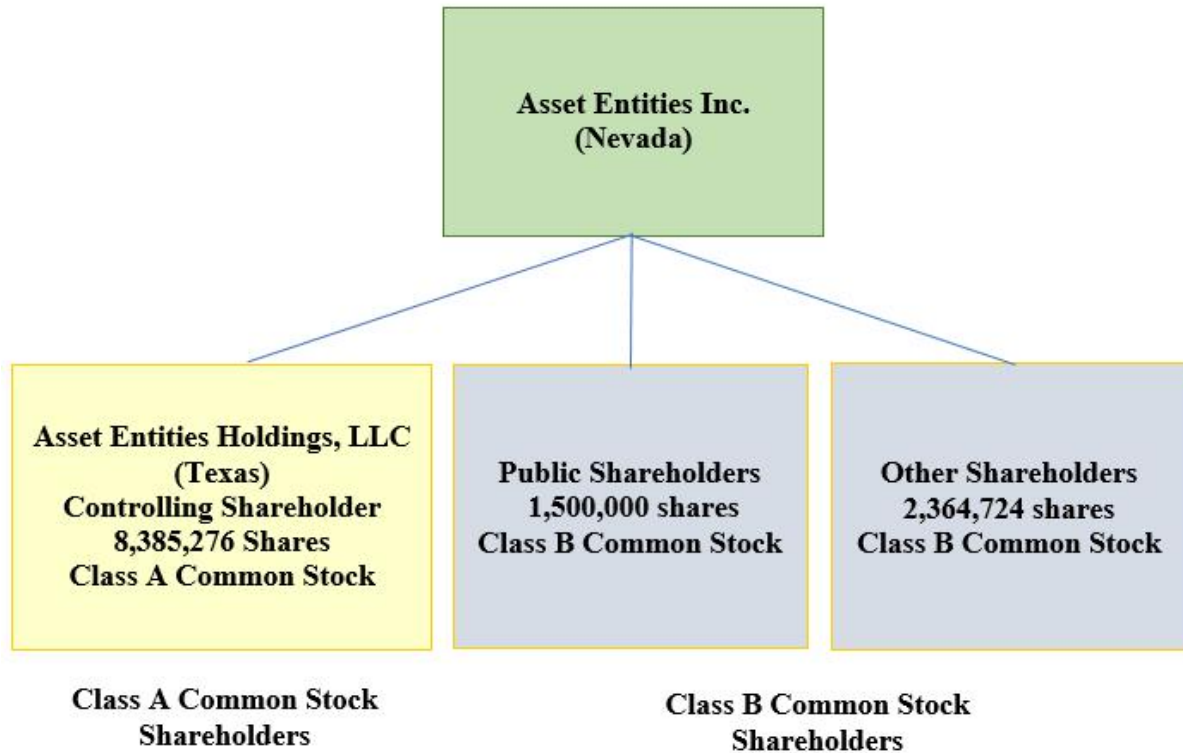 Asset Entities Inc.
(Nevada)
Asset Entities Holdings, LLC
(Texas)
Controlling Shareholder
8,385,276 Shares
Class A Common Stock
Public Shareholders
1,500,000 shares
Class B Common Stock
Other Shareholders
2,364,724 shares
Class B Common Stock
Class A Common Stock
Shareholders
Class B Common Stock
Shareholders